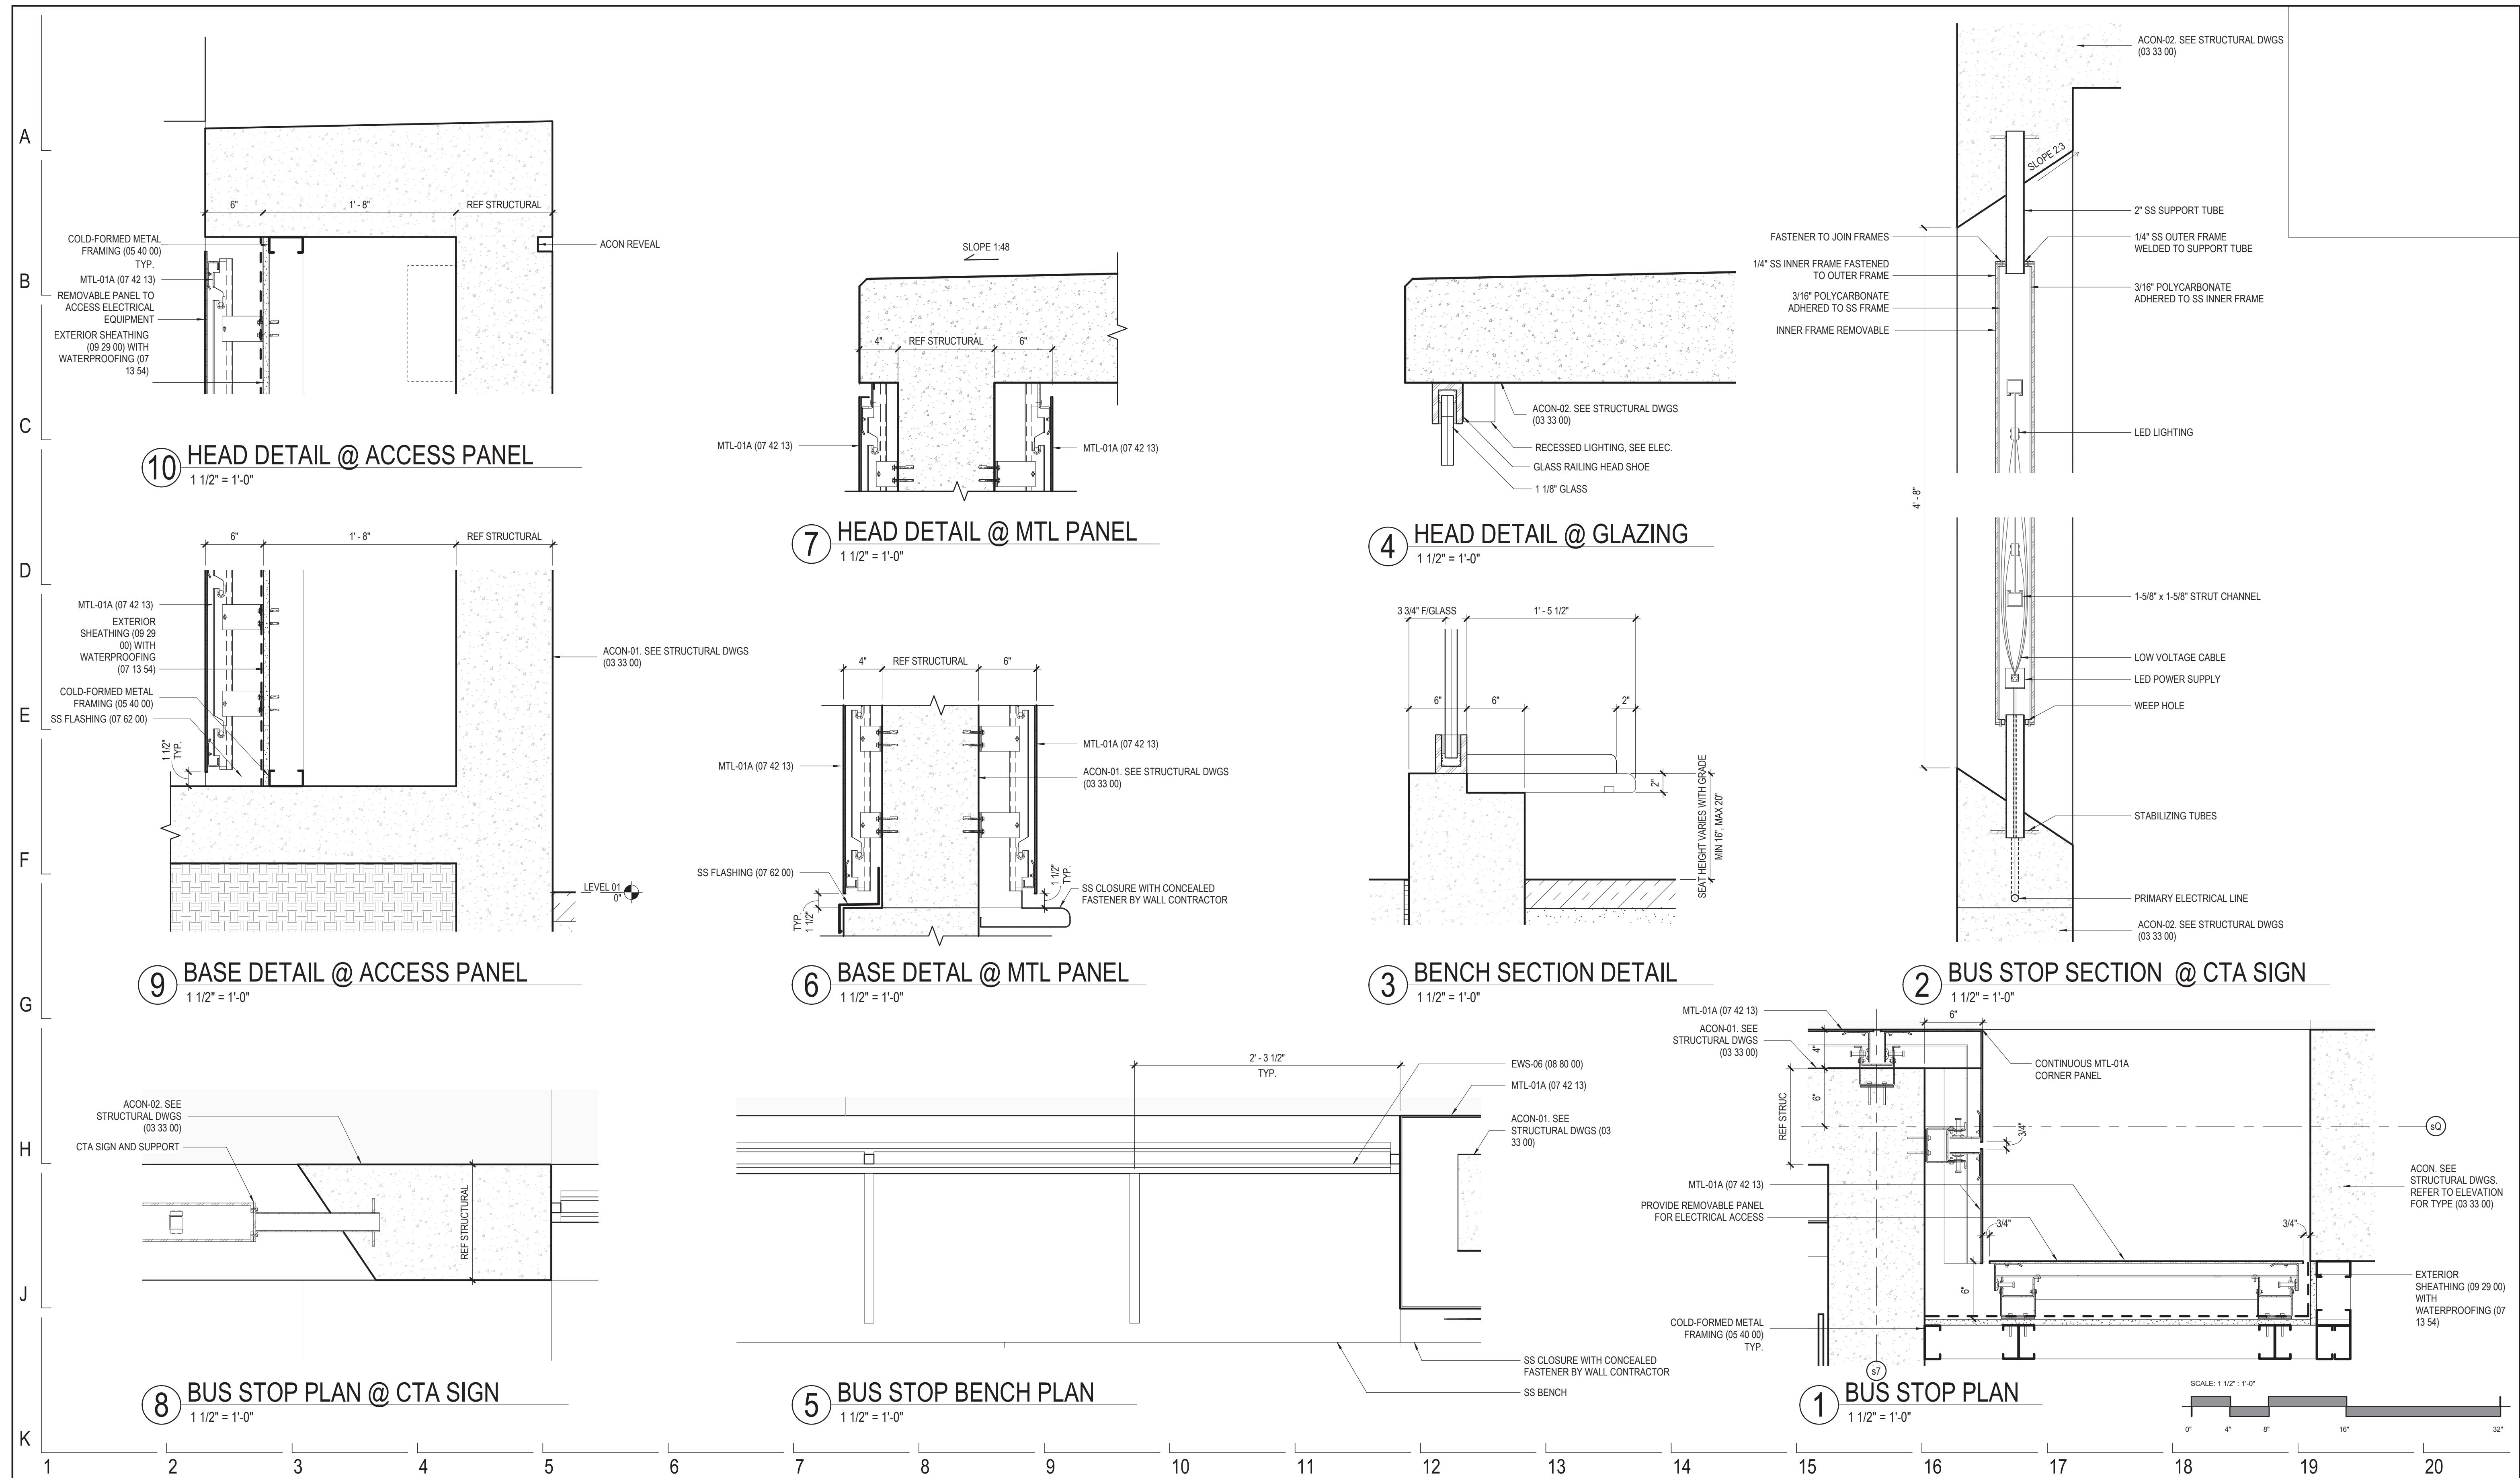 A
B
C
D
E
F
G
H
J
K
1
2
3
4
5
6
7
8
9
10
11
12
13
14
15
16
17
18
19
20
6"
1' - 8"
REF STRUCTURAL
COLD-FORMED METAL
FRAMING (05 40 00)
TYP.
MTL-01A (07 42 13)
REMOVABLE PANEL TO
ACCESS ELECTRICAL
EQUIPMENT
EXTERIOR SHEATHING
(09 29 00) WITH
WATERPROOFING (07
13 54)
ACON REVEAL
10
HEAD DETAIL @ ACCESS PANEL
1 1/2" = 1'-0"
SLOPE 1:48
4"
REF STRUCTURAL
6"
MTL-01A (07 42 13)
MTL-01A (07 42 13)
7
HEAD DETAIL @ MTL PANEL
1 1/2" = 1'-0"
ACON-02. SEE STRUCTURAL DWGS
(03 33 00)
RECESSED LIGHTING, SEE ELEC.
GLASS RAILING HEAD SHOE
1 1/8" GLASS
4
HEAD DETAIL @ GLAZING
1 1/2" = 1'-0"
ACON-02. SEE STRUCTURAL DWGS
(03 33 00)
SLOPE 2:3
2" SS SUPPORT TUBE
FASTENER TO JOIN FRAMES
1/4" SS OUTER FRAME
WELDED TO SUPPORT TUBE
1/4" SS INNER FRAME FASTENED
TO OUTER FRAME
3/16" POLYCARBONATE
ADHERED TO SS INNER FRAME
3/16" POLYCARBONATE
ADHERED TO SS FRAME
INNER FRAME REMOVABLE
LED LIGHTING
4' - 8"
1-5/8" x 1-5/8" STRUT CHANNEL
LOW VOLTAGE CABLE
LED POWER SUPPLY
WEEP HOLE
STABILIZING TUBES
PRIMARY ELECTRICAL LINE
ACON-02. SEE STRUCTURAL DWGS
(03 33 00)
2
BUS STOP SECTION @ CTA SIGN
1 1/2" = 1'-0"
6"
1' - 8"
REF STRUCTURAL
MTL-01A (07 42 13)
EXTERIOR
SHEATHING (09 29
00) WITH
WATERPROOFING
(07 13 54)
COLD-FORMED METAL
FRAMING (05 40 00)
SS FLASHING (07 62 00)
1 1/2"
TYP.
ACON-01. SEE STRUCTURAL DWGS
(03 33 00)
LEVEL 01
0"
9
BASE DETAIL @ ACCESS PANEL
1 1/2" = 1'-0"
4"
REF STRUCTURAL
6"
MTL-01A (07 42 13)
MTL-01A (07 42 13)
ACON-01. SEE STRUCTURAL DWGS
(03 33 00)
SS FLASHING (07 62 00)
TYP.
1 1/2"
1 1/2"
TYP.
SS CLOSURE WITH CONCEALED
FASTENER BY WALL CONTRACTOR
6
BASE DETAL @ MTL PANEL
1 1/2" = 1'-0"
3 3/4" F/GLASS
1' - 5 1/2"
6"
6"
2"
2"
SEAT HEIGHT VARIES WITH GRADE
MIN 16", MAX 20"
3
BENCH SECTION DETAIL
1 1/2" = 1'-0"
ACON-02. SEE
STRUCTURAL DWGS
(03 33 00)
CTA SIGN AND SUPPORT
REF STRUCTURAL
8
BUS STOP PLAN @ CTA SIGN
1 1/2" = 1'-0"
2' - 3 1/2"
TYP.
EWS-06 (08 80 00)
MTL-01A (07 42 13)
ACON-01. SEE
STRUCTURAL DWGS (03
33 00)
SS CLOSURE WITH CONCEALED
FASTENER BY WALL CONTRACTOR
SS BENCH
5
BUS STOP BENCH PLAN
1 1/2" = 1'-0"
MTL-01A (07 42 13)
ACON-01. SEE
STRUCTURAL DWGS
(03 33 00)
6"
4"
6"
REF STRUC
CONTINUOUS MTL-01A
CORNER PANEL
3/4"
sQ
MTL-01A (07 42 13)
PROVIDE REMOVABLE PANEL
FOR ELECTRICAL ACCESS
3/4"
3/4"
6"
ACON. SEE
STRUCTURAL DWGS.
REFER TO ELEVATION
FOR TYPE (03 33 00)
EXTERIOR
SHEATHING (09 29 00)
WITH
WATERPROOFING (07
13 54)
COLD-FORMED METAL
FRAMING (05 40 00)
TYP.
s7
1
BUS STOP PLAN
1 1/2" = 1'-0"
SCALE: 1 1/2" : 1'-0"
0"
4"
8"
16"
32"